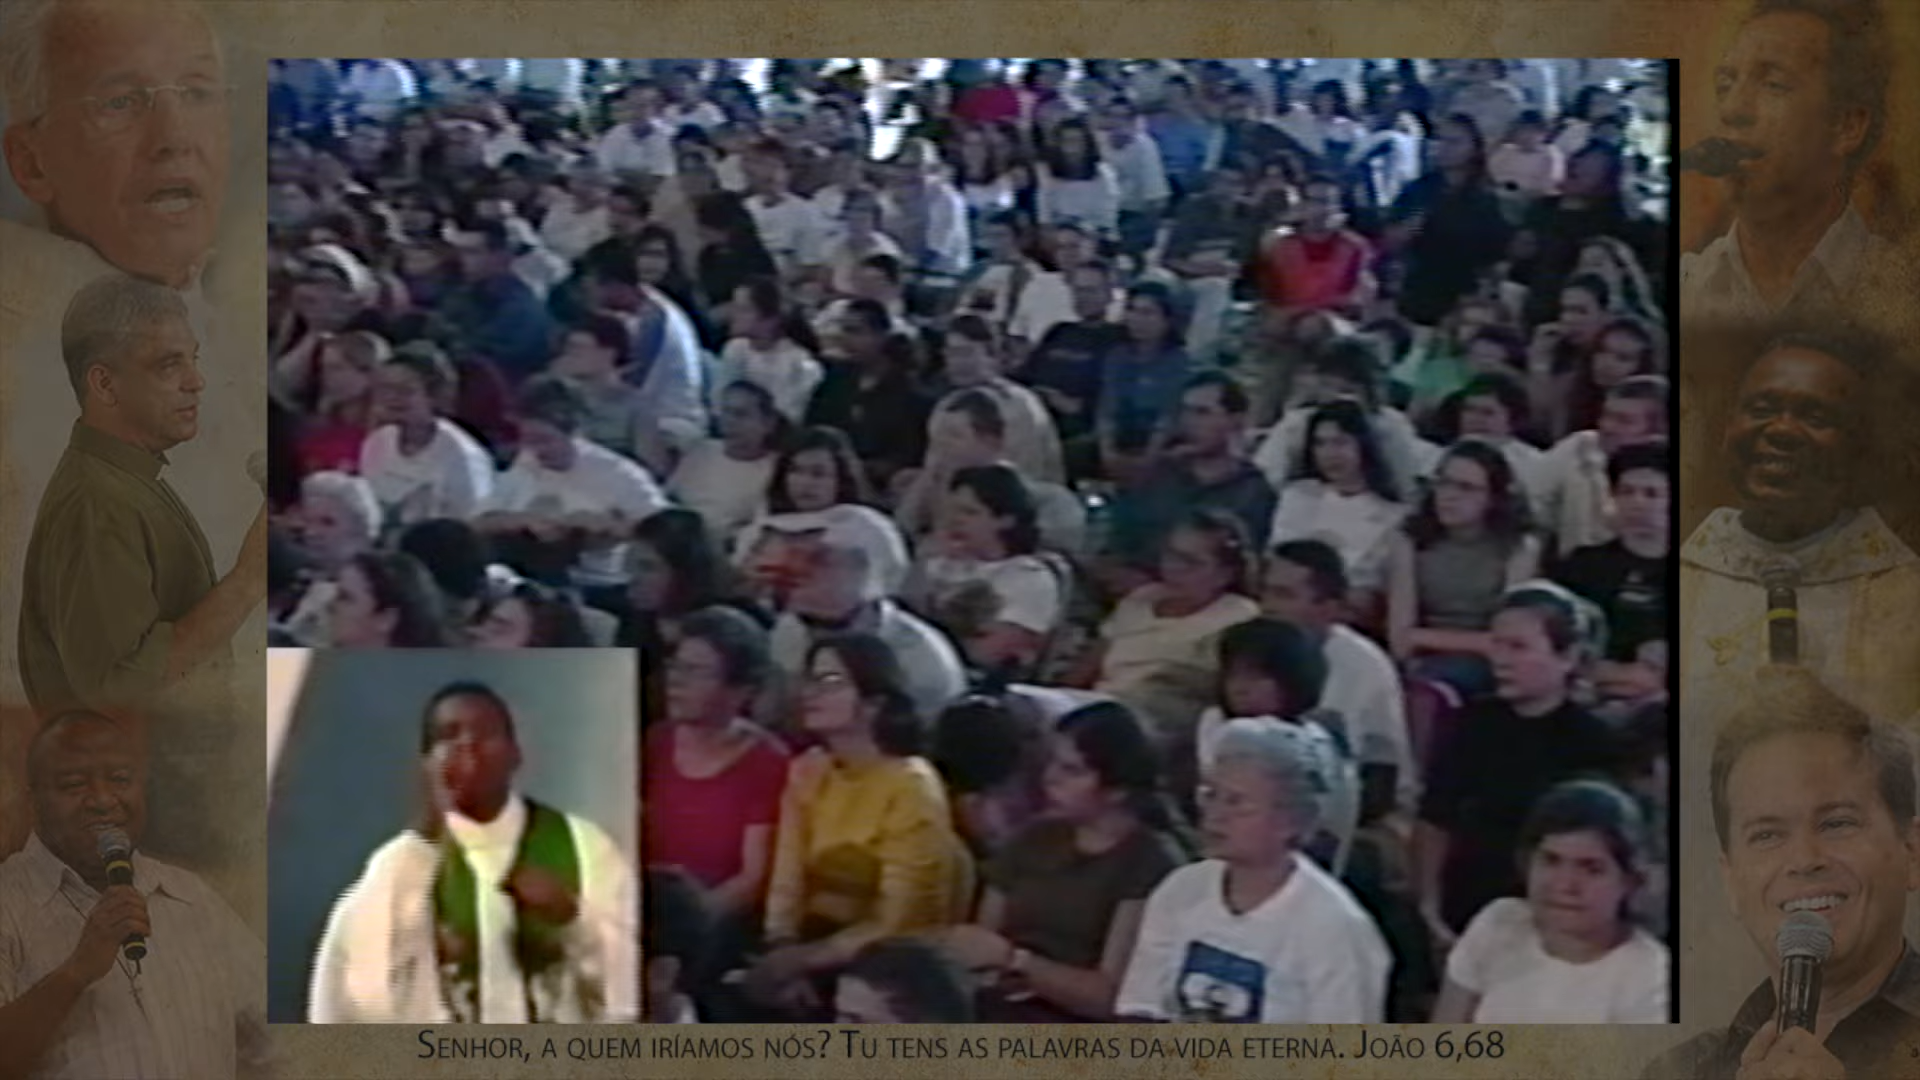 Senhor, a quem iríamos nós? Tu tens as palavras da vida eterna. João 6,68